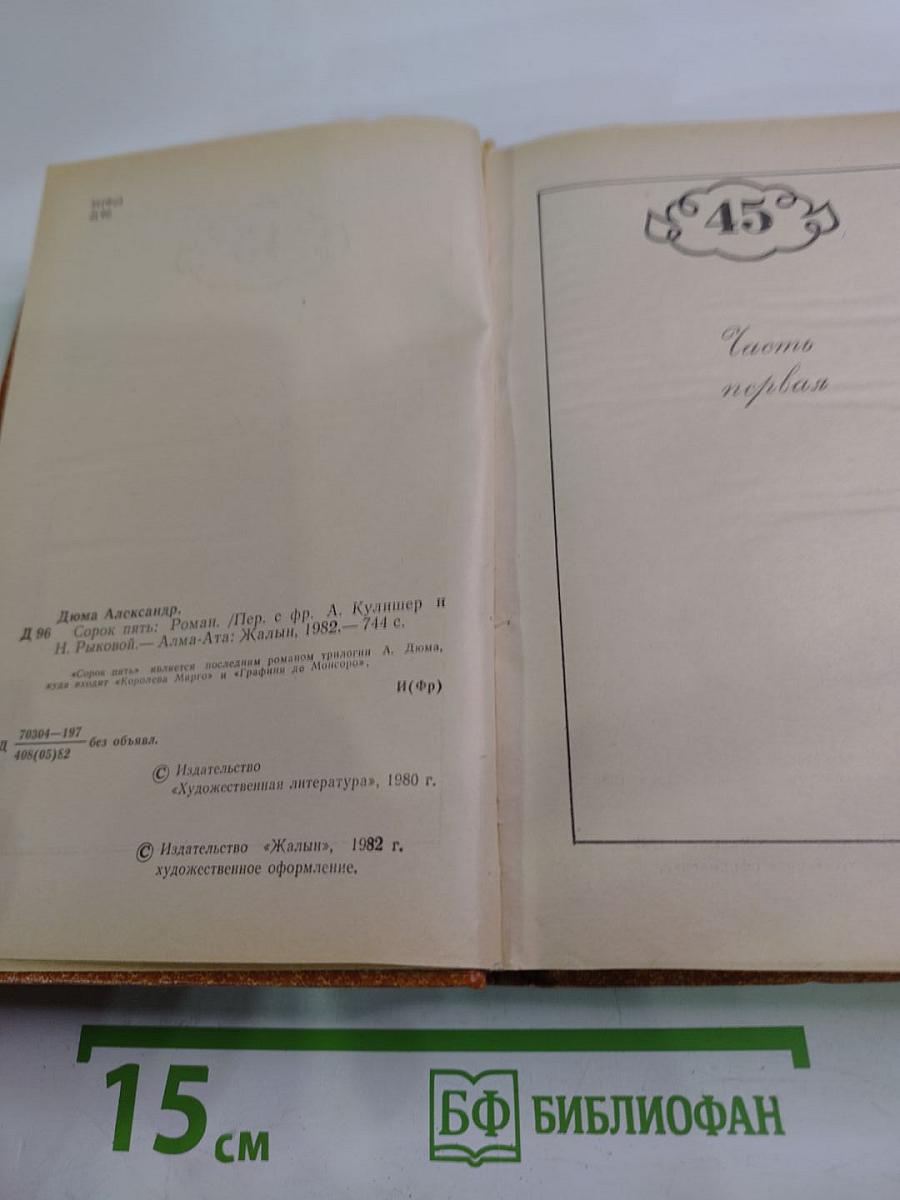 И(Фр)
Д 96
Дюма Александр.
Д 96 Сорок пять: Роман. /Пер. с фр. А. Кулишер и
Н. Рыковой.— Алма-Ата: Жалын, 1982.— 744 с.
«Сорок пять» является последним романом трилогии А. Дюма,
куда входят «Королева Марго» и «Графиня де Монсоро».
И(Фр)
Д 70304—197
408(05)82 без объявл.
© Издательство
«Художественная литература», 1980 г.
© Издательство «Жалын», 1982 г.
художественное оформление.
45
Часть
первая
15 см
БФ БИБЛИОФАН